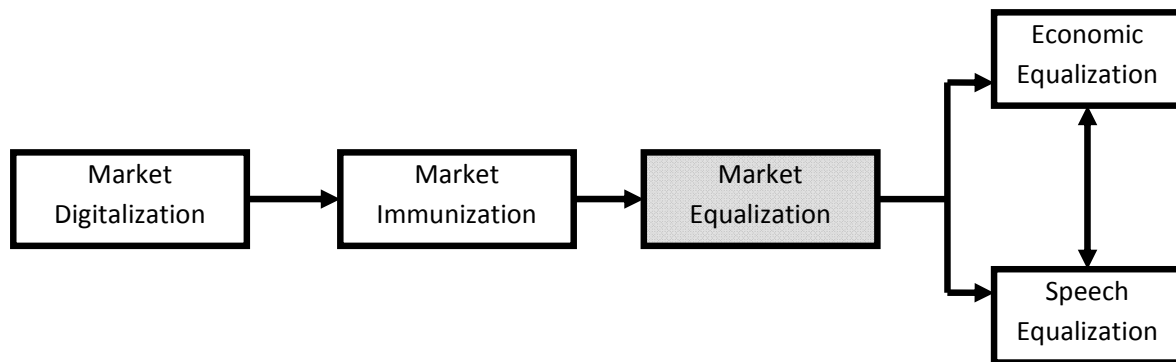 Market
Digitalization
Market
Immunization
Market
Equalization
Economic
Equalization
Speech
Equalization